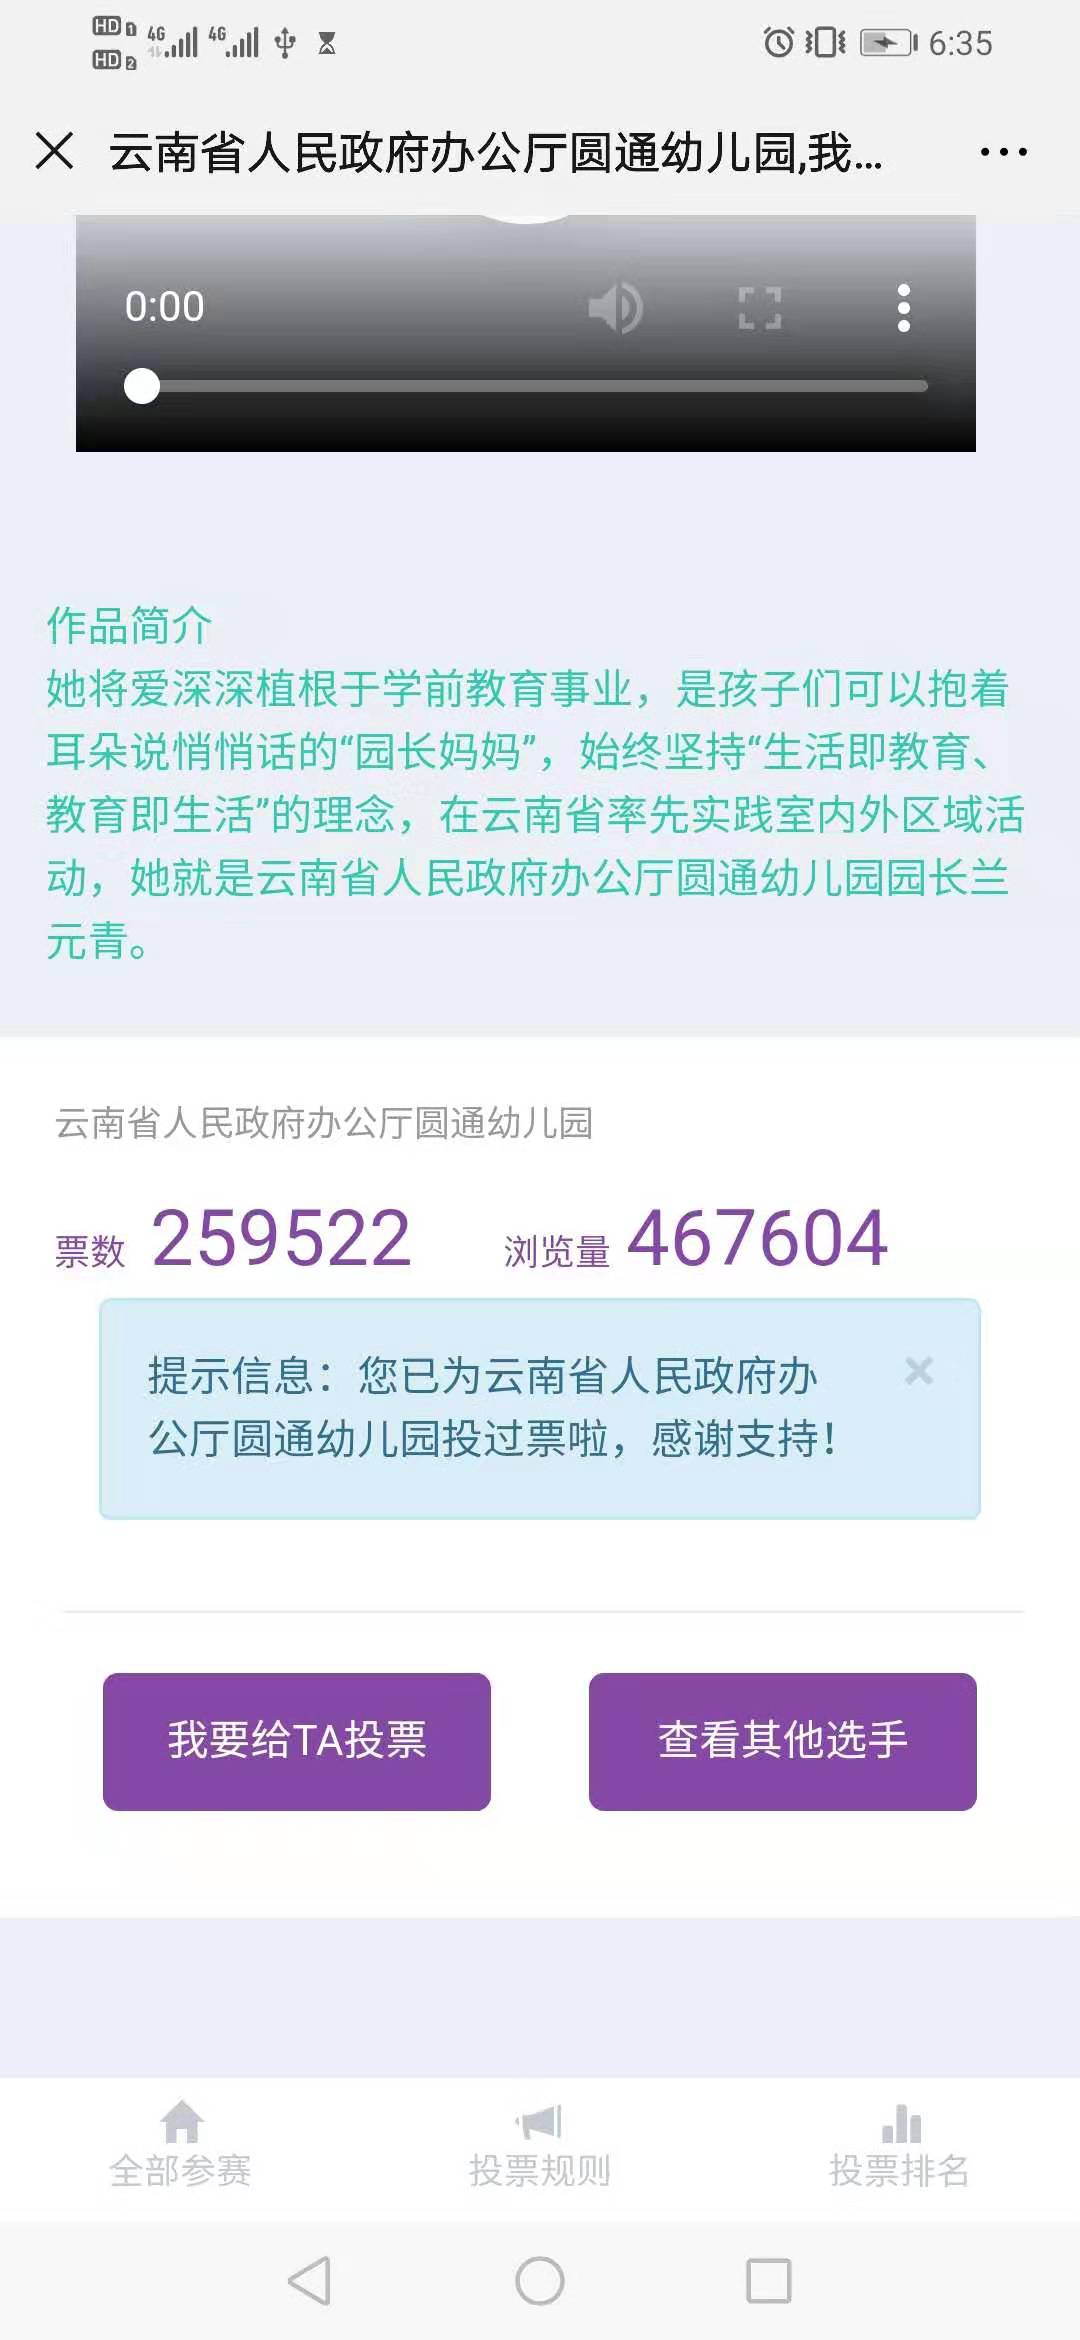 HD 1 4G 4G 6:35
HD 2
云南省人民政府办公厅圆通幼儿园,我...
0:00
作品简介
她将爱深深植根于学前教育事业，是孩子们可以抱着
耳朵说悄悄话的“园长妈妈”，始终坚持“生活即教育、
教育即生活”的理念，在云南省率先实践室内外区域活
动，她就是云南省人民政府办公厅圆通幼儿园园长兰
元青。
云南省人民政府办公厅圆通幼儿园
票数 259522 浏览量 467604
提示信息：您已为云南省人民政府办
公厅圆通幼儿园投过票啦，感谢支持！
我要给TA投票 查看其他选手
全部参赛 投票规则 投票排名